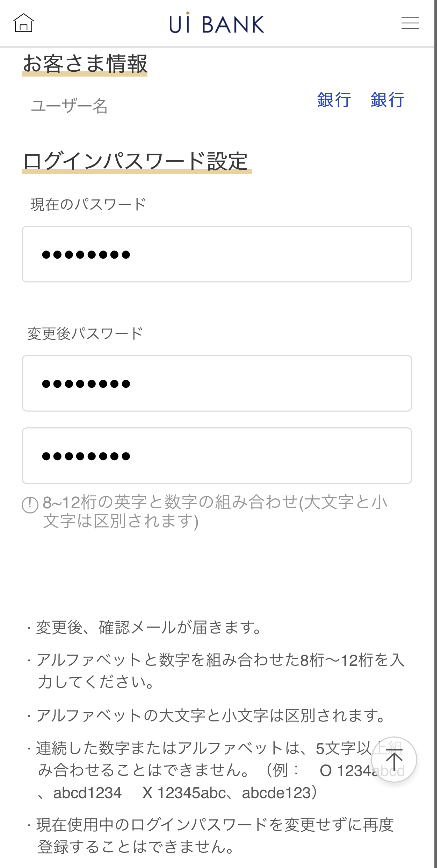 UI BANK
お客さま情報
ユーザー名
銀行 銀行
ログインパスワード設定
現在のパスワード
変更後パスワード
8~12桁の英字と数字の組み合わせ(大文字と小
文字は区別されます)
・変更後、確認メールが届きます。
・アルファベットと数字を組み合わせた8桁〜12桁を入
力してください。
・アルファベットの大文字と小文字は区別されます。
・連続した数字またはアルファベットは、5文字以上組
み合わせることはできません。（例： O 1234abcd
、abcd1234 X 12345abc、abcde123）
・現在使用中のログインパスワードを変更せずに再度
登録することはできません。